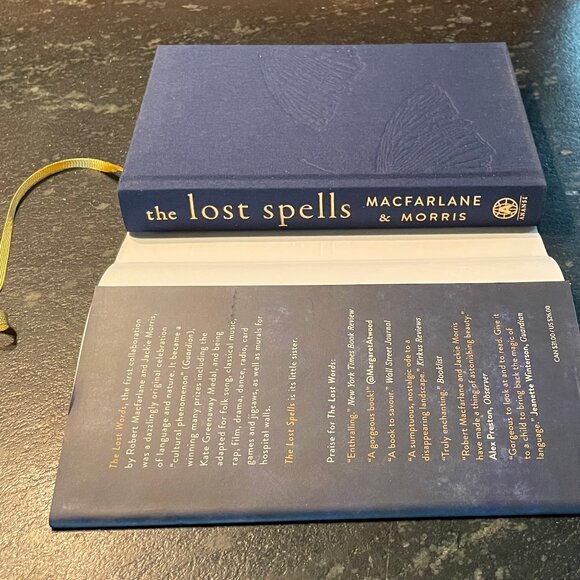 the lost spells MACFARLANE
& MORRIS
ANANSI
The Lost Words, the first collaboration
by Robert Macfarlane and Jackie Morris,
was a dazzlingly original celebration
of language and nature. It became a
"cultural phenomenon" (Guardian),
winning many prizes including the
Kate Greenaway Medal, and being
adapted for folk song, classical music,
rap, film, drama, dance, radio, card
games and jigsaws, as well as murals for
hospital walls.
The Lost Spells is its little sister.
Praise for The Lost Words:
"Enthralling." New York Times Book Review
"A gorgeous book!" @MargaretAtwood
"A book to savour." Wall Street Journal
"A sumptuous, nostalgic ode to a
disappearing landscape." Kirkus Reviews
"Truly enchanting." Booklist
"Robert Macfarlane and Jackie Morris
have made a thing of astonishing beauty."
Alex Preston, Observer
"Gorgeous to look at and to read. Give it
to a child to bring back the magic of
language." Jeanette Winterson, Guardian